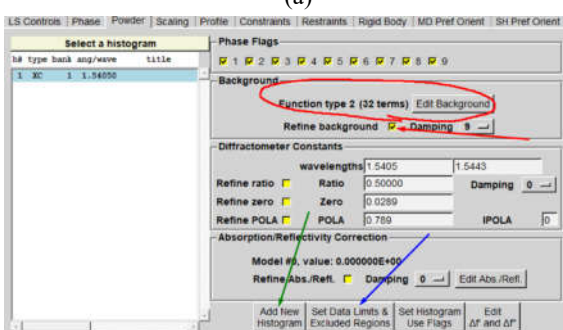 (a)
LS Controls Phase Powder Scaling Profile Constraints Restraints Rigid Body MD Pref Orient SH Pref Orient
Select a histogram
h# type bank ang/wave title
1 XC 1 1.54050
Phase Flags
1 2 3 4 5 6 7 8 9
Background
Function type 2 (32 terms) Edit Background
Refine background Damping 9
Diffractometer Constants
wavelengths 1.5405 1.5443
Refine ratio Ratio 0.50000 Damping 0
Refine zero Zero 0.0289
Refine POLA POLA 0.789 IPOLA 0
Absorption/Reflectivity Correction
Model #0, value: 0.000000E+00
Refine Abs./Refl. Damping 0 Edit Abs./Refl.
Add New Histogram
Set Data Limits & Excluded Regions
Set Histogram Use Flags
Edit Δf' and Δf"